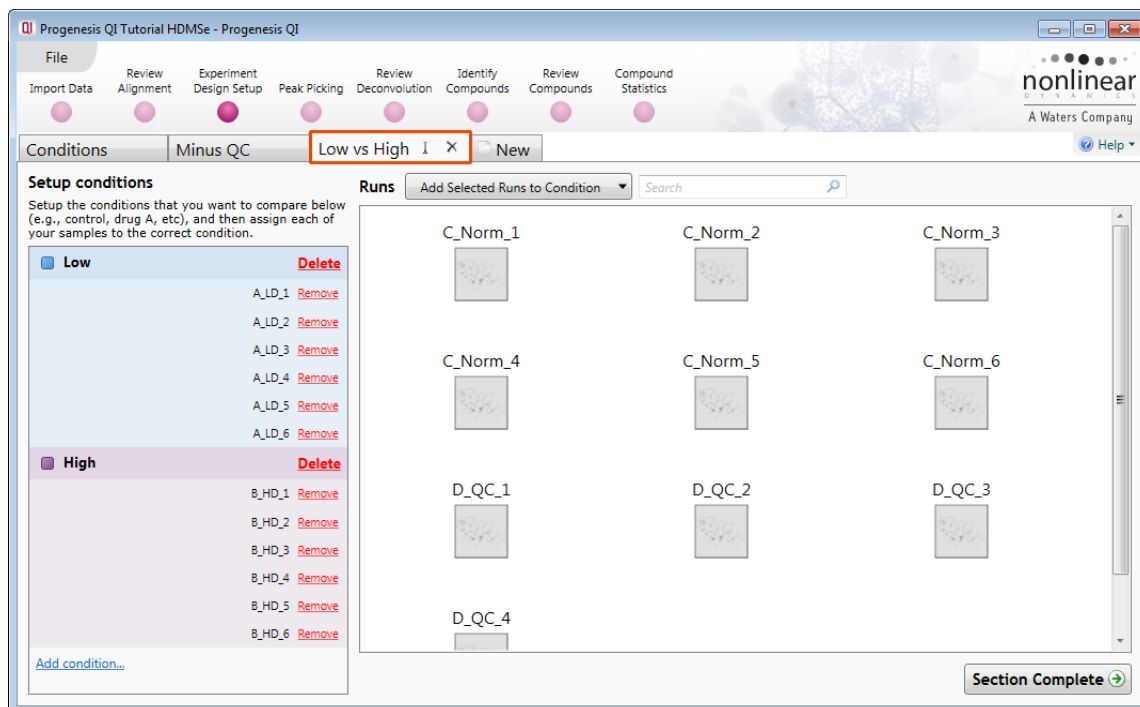 Progenesis QI Tutorial HDMSe - Progenesis QI
File
Import Data
Review Alignment
Experiment Design Setup
Peak Picking
Review Deconvolution
Identify Compounds
Review Compounds
Compound Statistics
nonlinear
DYNAMICS
A Waters Company
Conditions
Minus QC
Low vs High
New
Help
Setup conditions
Setup the conditions that you want to compare below
(e.g., control, drug A, etc), and then assign each of
your samples to the correct condition.
Low Delete
A_LD_1 Remove
A_LD_2 Remove
A_LD_3 Remove
A_LD_4 Remove
A_LD_5 Remove
A_LD_6 Remove
High Delete
B_HD_1 Remove
B_HD_2 Remove
B_HD_3 Remove
B_HD_4 Remove
B_HD_5 Remove
B_HD_6 Remove
Add condition...
Runs Add Selected Runs to Condition Search
C_Norm_1 C_Norm_2 C_Norm_3
C_Norm_4 C_Norm_5 C_Norm_6
D_QC_1 D_QC_2 D_QC_3
D_QC_4
Section Complete